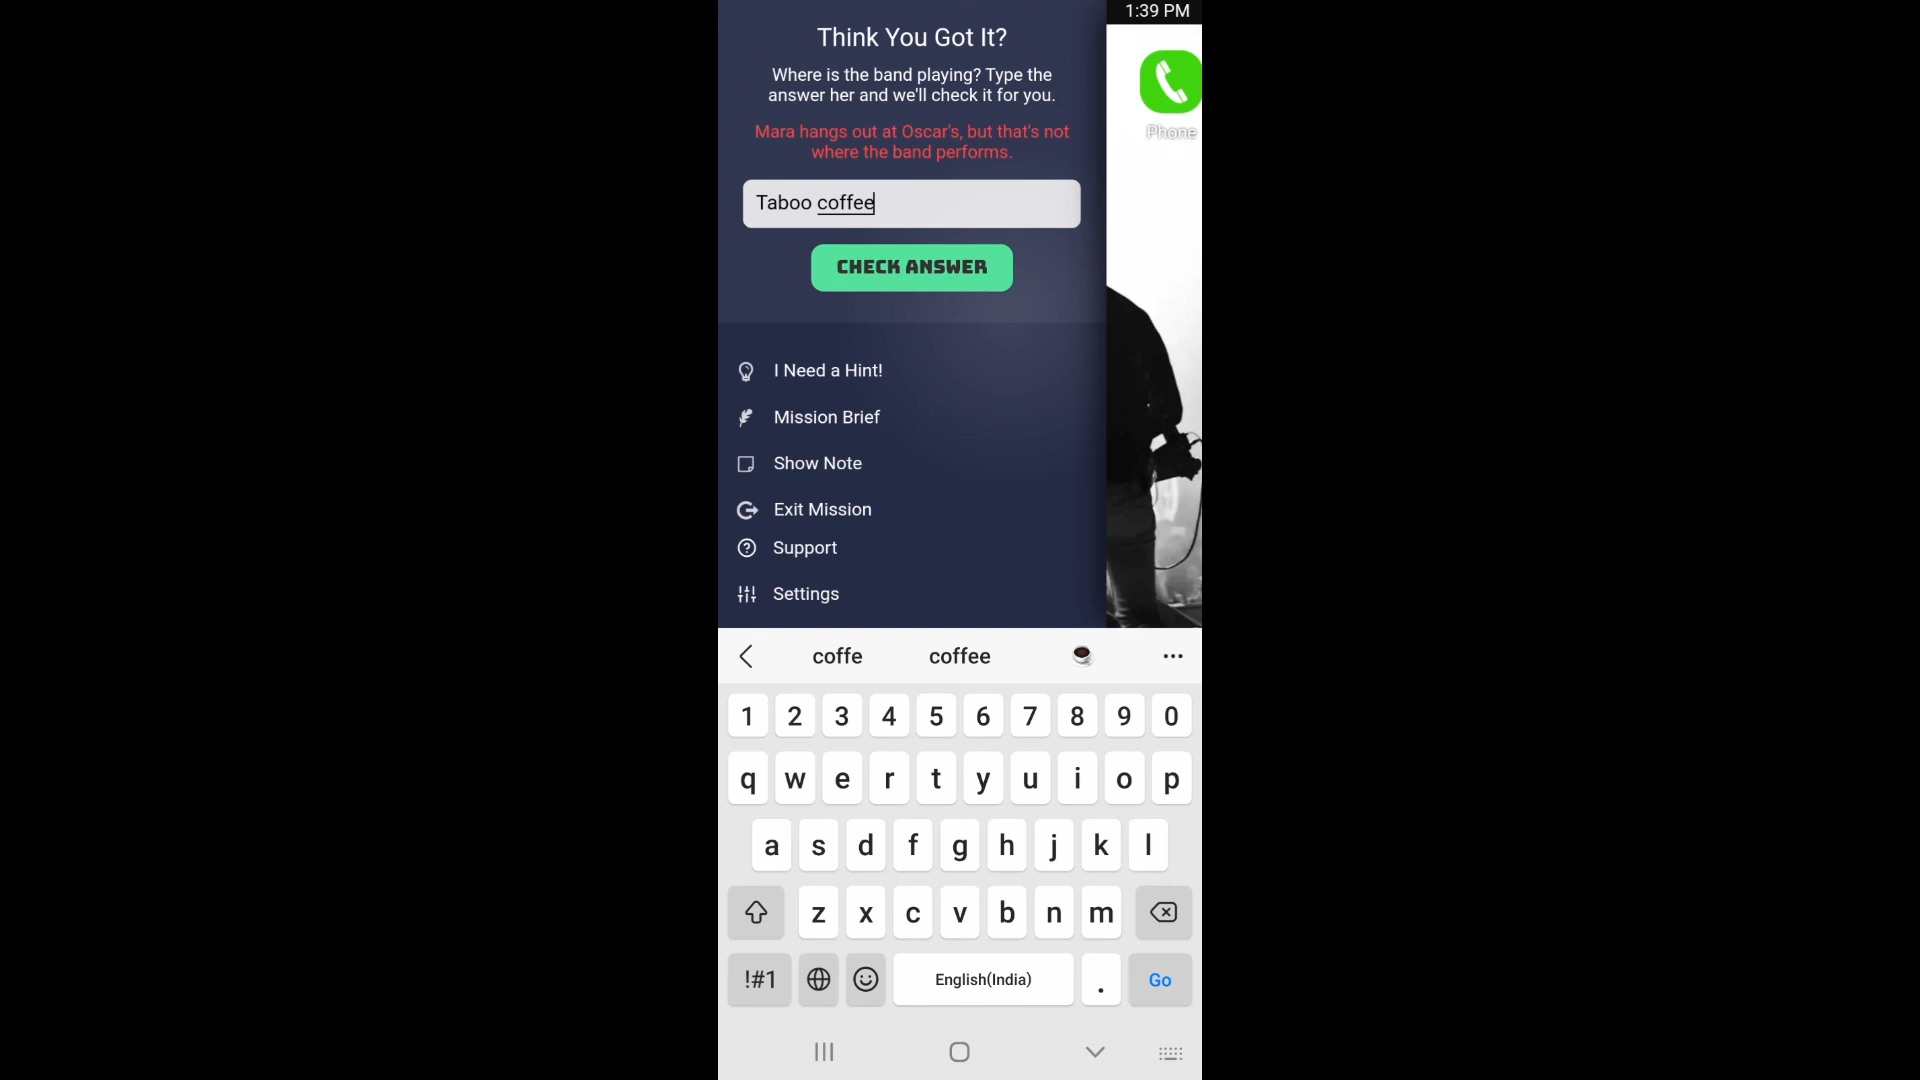 1:39 PM
Think You Got It?
Where is the band playing? Type the
answer her and we'll check it for you.
Mara hangs out at Oscar's, but that's not
where the band performs.
Taboo coffee
CHECK ANSWER
Phone
I Need a Hint!
Mission Brief
Show Note
Exit Mission
Support
Settings
coffe coffee
1 2 3 4 5 6 7 8 9 0
q w e r t y u i o p
a s d f g h j k l
z x c v b n m
!#1 English(India) . Go